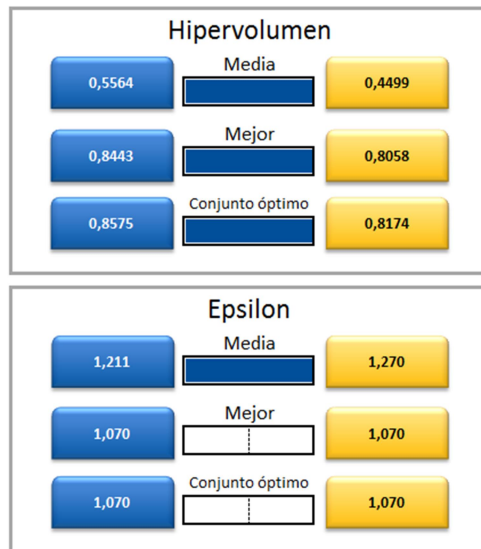 Hipervolumen
Media
0,5564 0,4499
Mejor
0,8443 0,8058
Conjunto óptimo
0,8575 0,8174
Epsilon
Media
1,211 1,270
Mejor
1,070 1,070
Conjunto óptimo
1,070 1,070